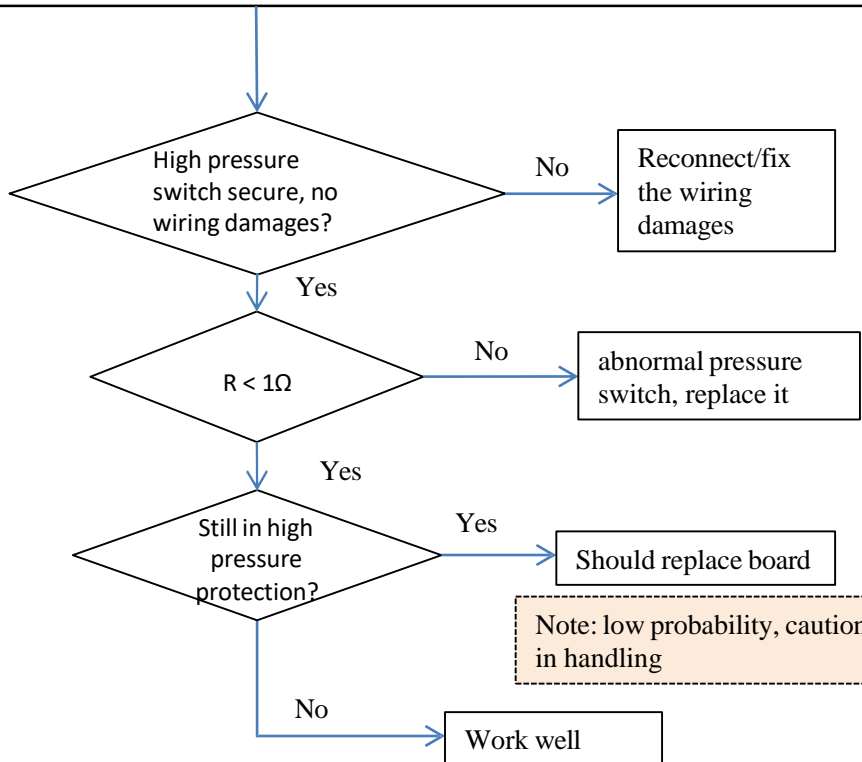 High pressure
switch secure, no
wiring damages?
No
Reconnect/fix
the wiring
damages
Yes
R < 1Ω
No
abnormal pressure
switch, replace it
Yes
Still in high
pressure
protection?
Yes
Should replace board
Note: low probability, caution
in handling
No
Work well